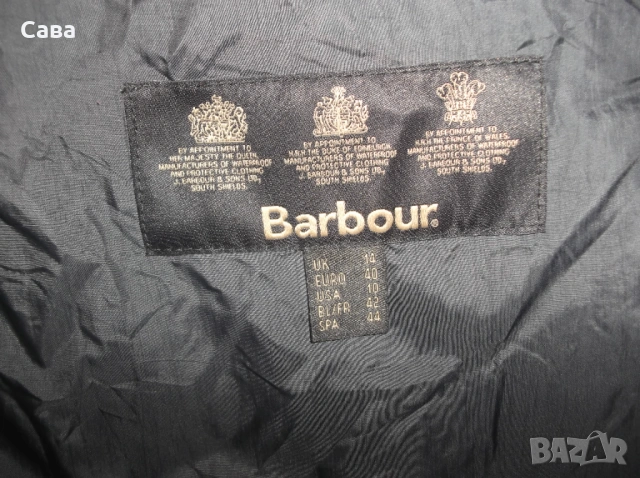 Сава
BY APPOINTMENT TO
HER MAJESTY THE QUEEN
MANUFACTURERS OF WATERPROOF
AND PROTECTIVE CLOTHING
J. BARBOUR & SONS LTD.
SOUTH SHIELDS.
BY APPOINTMENT TO
H.R.H. THE DUKE OF EDINBURGH
MANUFACTURERS OF WATERPROOF
AND PROTECTIVE CLOTHING
J. BARBOUR & SONS LTD.
SOUTH SHIELDS.
BY APPOINTMENT TO
H.R.H. THE PRINCE OF WALES
MANUFACTURERS OF WATERPROOF
AND PROTECTIVE CLOTHING
J. BARBOUR & SONS LTD.
SOUTH SHIELDS.
Barbour®
UK 14
EURO 40
USA 10
BL/FR 42
SPA 44
BAZAR
bg